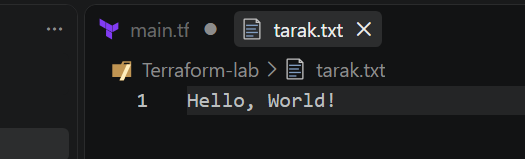 main.tf tarak.txt
Terraform-lab > tarak.txt
1 Hello, World!